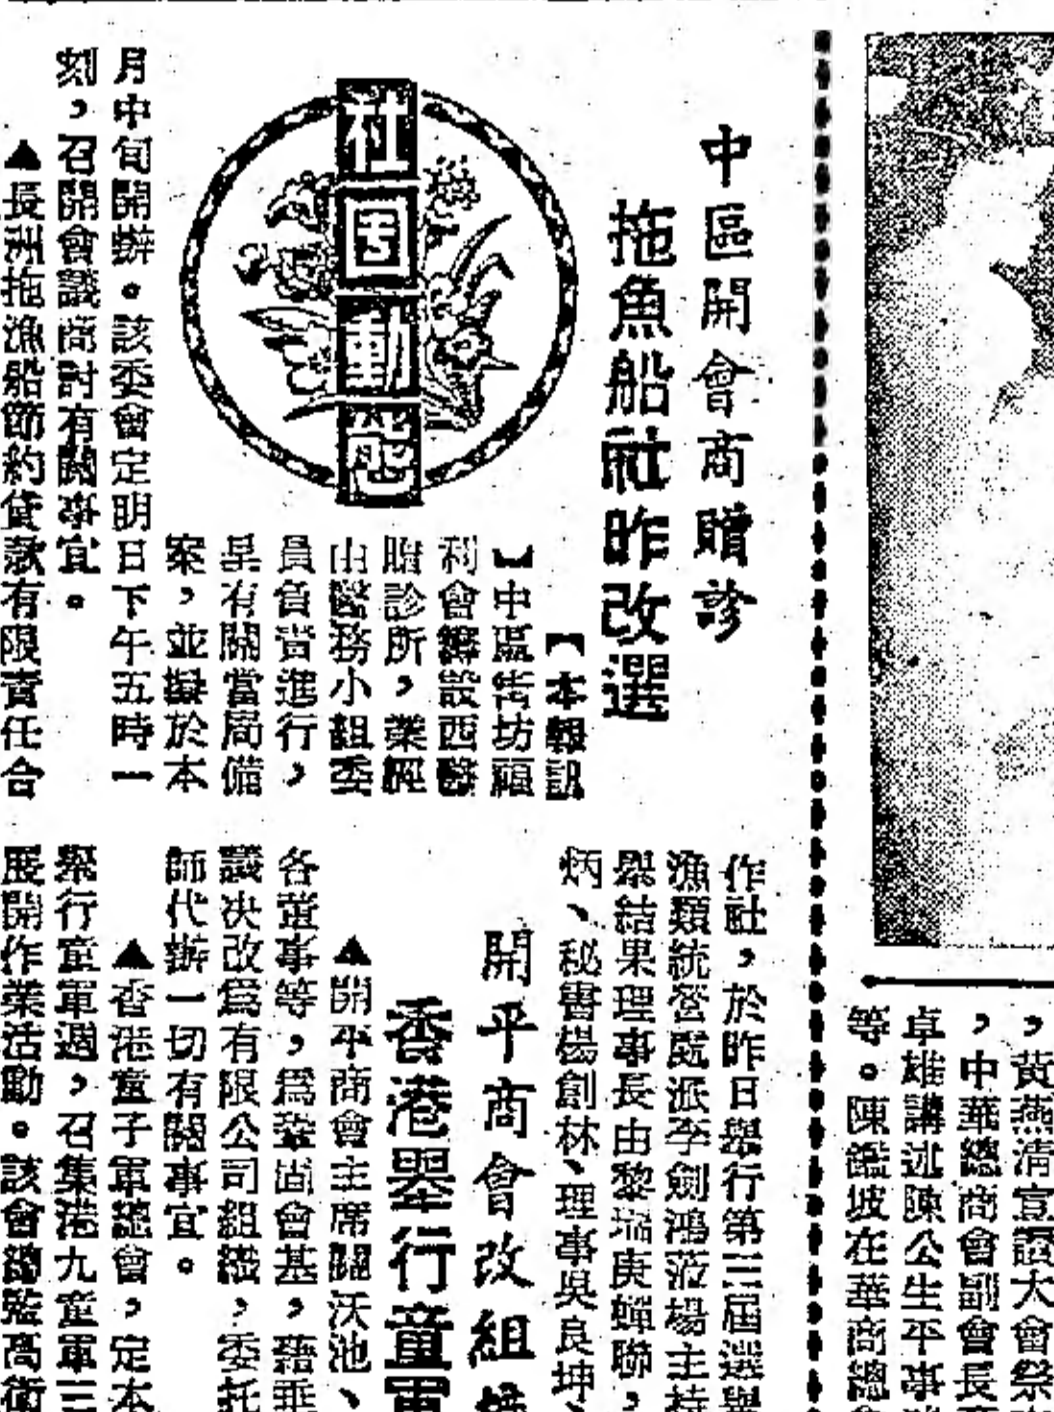 中區開會商贈診
拖魚船社昨改選
社团動態
【本報訊
】中區街坊福
利會籌設西醫
贈診所，業經
由醫務小組委
員負責進行，
呈有關當局備
案，並擬於本
月中旬開辦。該委會定明日下午五時一
刻，召開會議商討有關事宜。
▲長洲拖漁船節約貸款有限責任合
作社，於昨日舉行第三屆選舉
漁類統營處派李劍鴻蒞場主持
舉結果理事長由黎瑞庚蟬聯，
炳、秘書楊創林、理事吳良坤、
開平商會改組
香港舉行童軍
▲開平商會主席關沃池、
各董事等，爲鞏固會基，
議决改爲有限公司組織，委托
師代辦一切有關事宜。
▲香港童子軍總會，定本
舉行童軍週，召集港九童軍三
展開作業活動。該會總監高
，黃燕清宣讀大會祭
，中華總商會副會長
卓雄講述陳公生平事
等。陳鑑坡在華商總